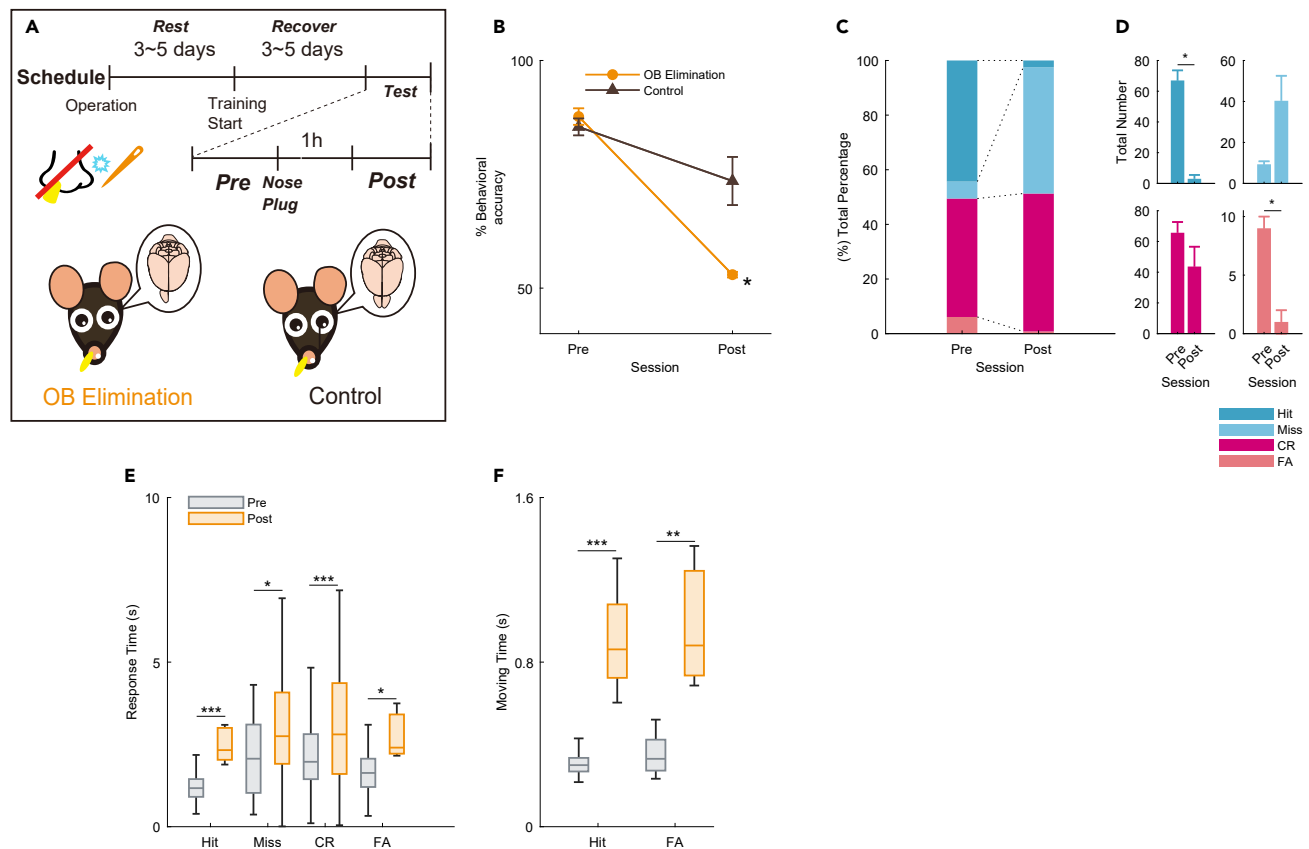 A
Rest
3~5 days
Recover
3~5 days
Schedule
Operation
Training
Start
Test
1h
Pre
Nose
Plug
Post
OB Elimination
Control
B
100
50
% Behavioral
accuracy
OB Elimination
Control
*
Pre
Post
Session
C
100
80
60
40
20
0
(%) Total Percentage
Pre
Post
Session
D
Total Number
80
60
40
20
0
*
60
40
20
0
80
60
40
20
0
Pre
Post
Session
10
5
0
*
Pre
Post
Session
Hit
Miss
CR
FA
E
Pre
Post
10
5
0
Response Time (s)
***
*
***
*
Hit
Miss
CR
FA
F
1.6
0.8
0
Moving Time (s)
***
**
Hit
FA